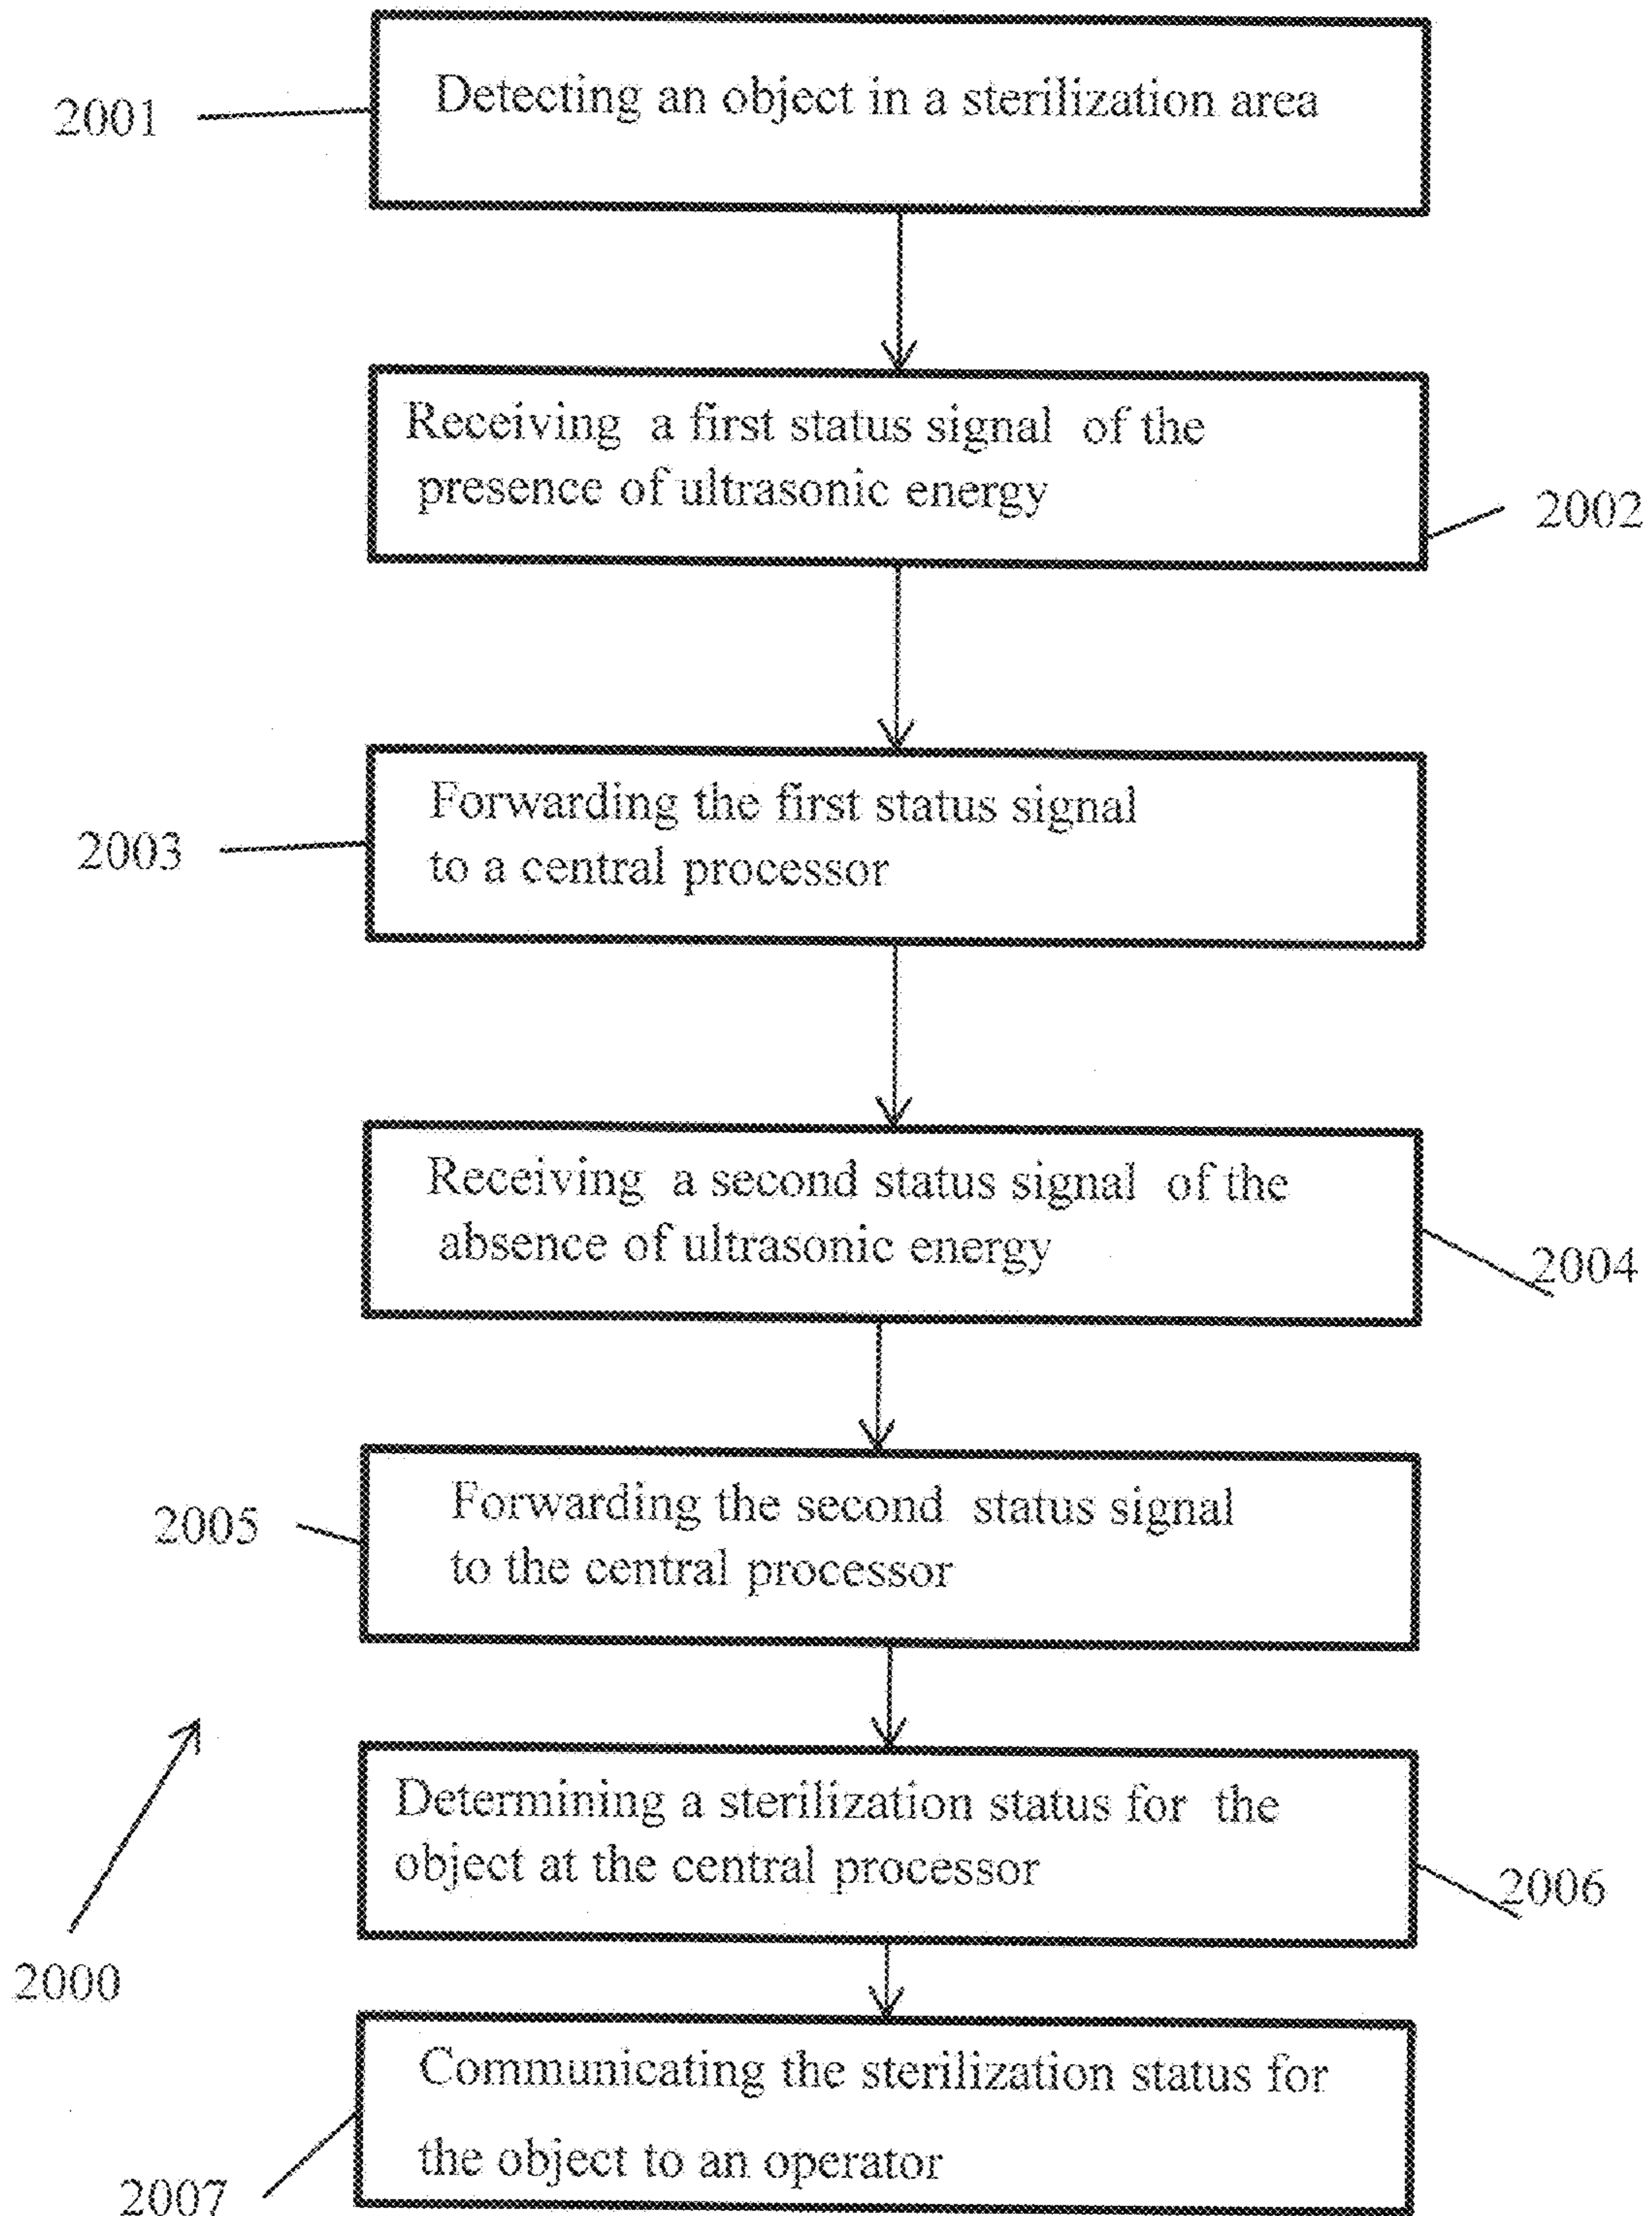 Detecting an object in a sterilization area
2001
Receiving a first status signal of the
presence of ultrasonic energy
2002
Forwarding the first status signal
to a central processor
2003
Receiving a second status signal of the
absence of ultrasonic energy
2004
Forwarding the second status signal
to the central processor
2005
Determining a sterilization status for the
object at the central processor
2006
2000
Communicating the sterilization status for
the object to an operator
2007